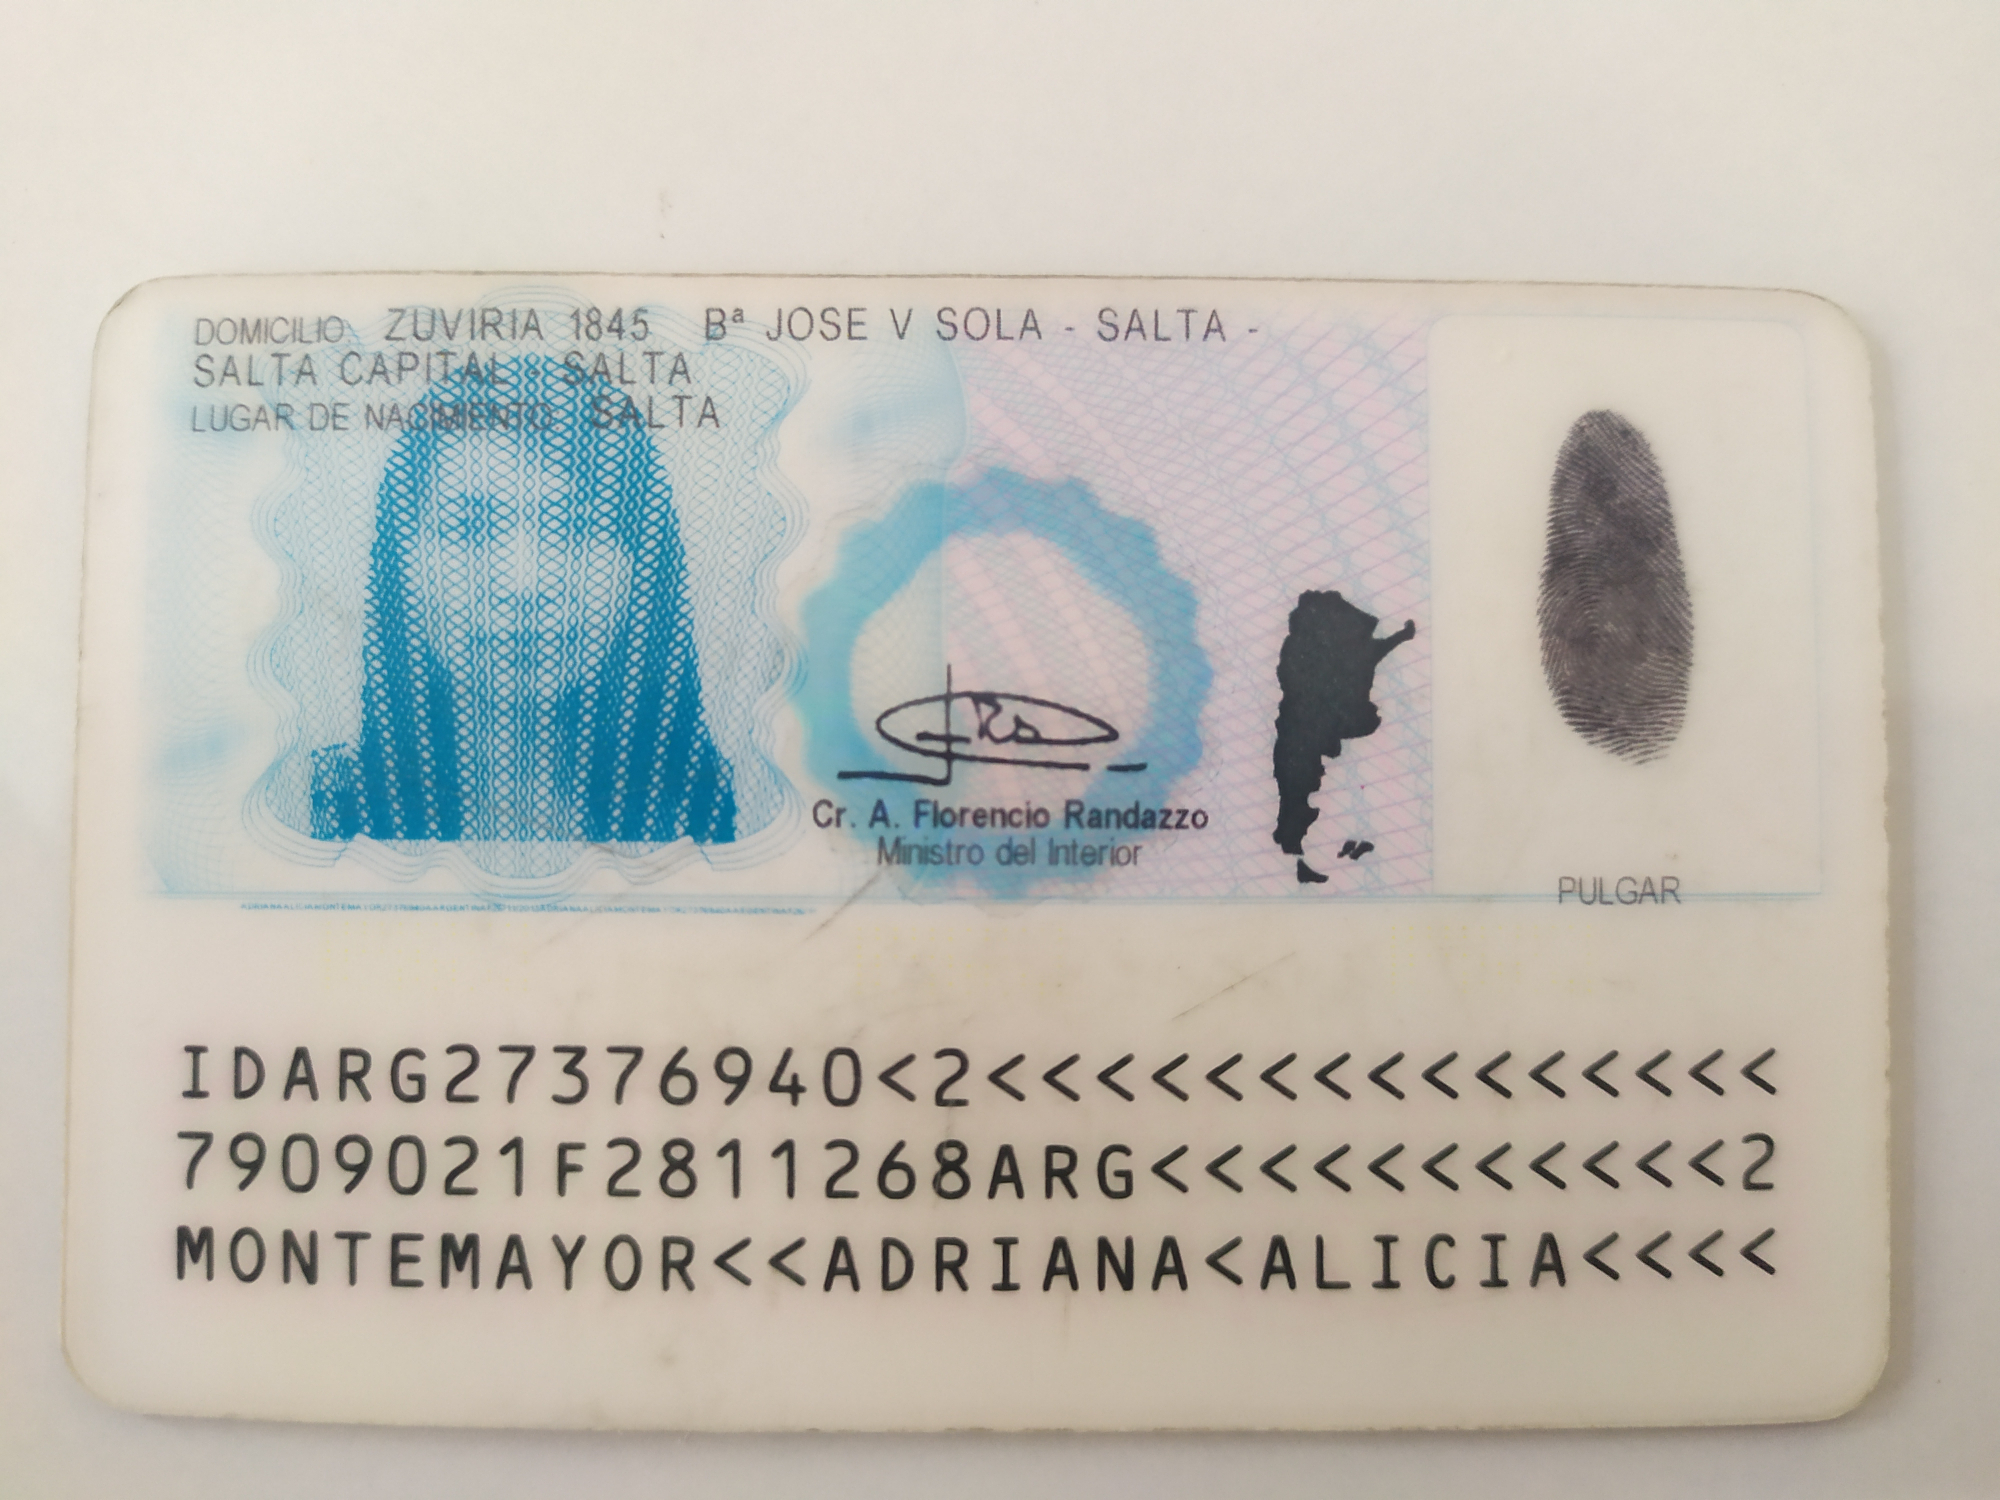 DOMICILIO ZUVIRIA 1845 Bª JOSE V SOLA - SALTA -
SALTA CAPITAL - SALTA
LUGAR DE NACIMIENTO SALTA
Cr. A. Florencio Randazzo
Ministro del Interior
PULGAR
IDARG27376940<2<<<<<<<<<<<<<<<
7909021F2811268ARG<<<<<<<<<<<2
MONTEMAYOR<<ADRIANA<ALICIA<<<<